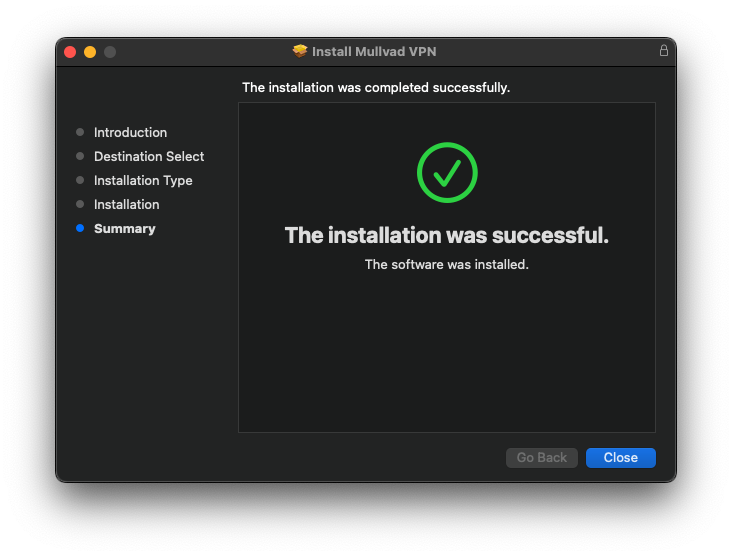 Install Mullvad VPN
The installation was completed successfully.
Introduction
Destination Select
Installation Type
Installation
Summary
The installation was successful.
The software was installed.
Go Back
Close